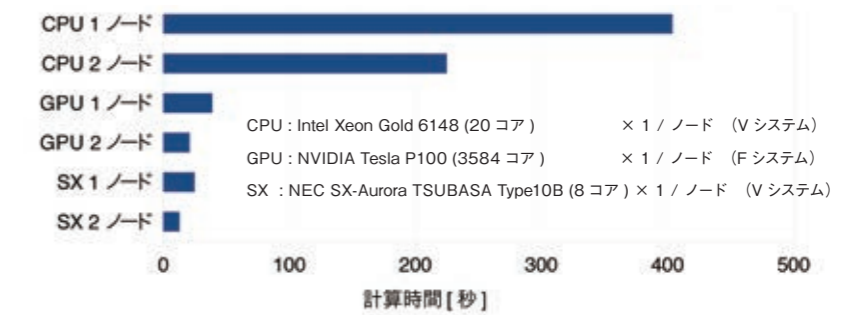 CPU 1 ノード
CPU 2 ノード
GPU 1 ノード
GPU 2 ノード
SX 1 ノード
SX 2 ノード
CPU : Intel Xeon Gold 6148 (20 コア ) × 1 / ノード （V システム）
GPU : NVIDIA Tesla P100 (3584 コア ) × 1 / ノード （F システム）
SX : NEC SX-Aurora TSUBASA Type10B (8 コア ) × 1 / ノード （V システム）
0 100 200 300 400 500
計算時間 [ 秒 ]